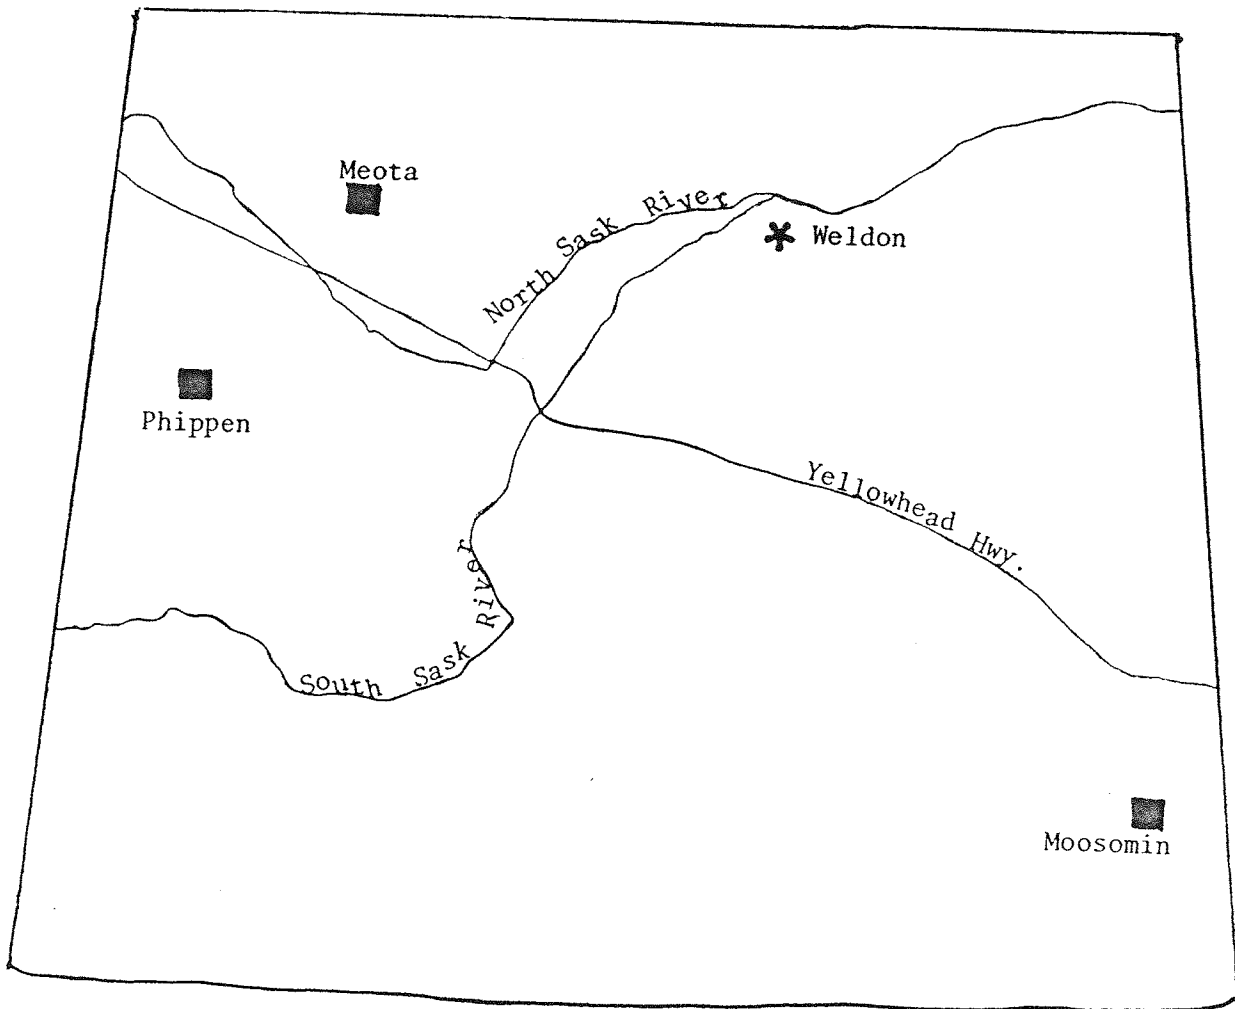 Meota
North Sask River
Weldon
Phippen
Yellowhead Hwy.
South Sask River
Moosomin